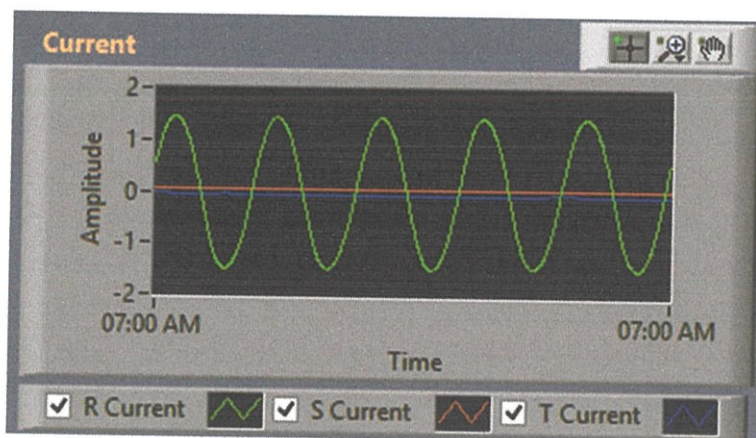 Current
Amplitude
2
1
0
-1
-2
07:00 AM
07:00 AM
Time
R Current
S Current
T Current